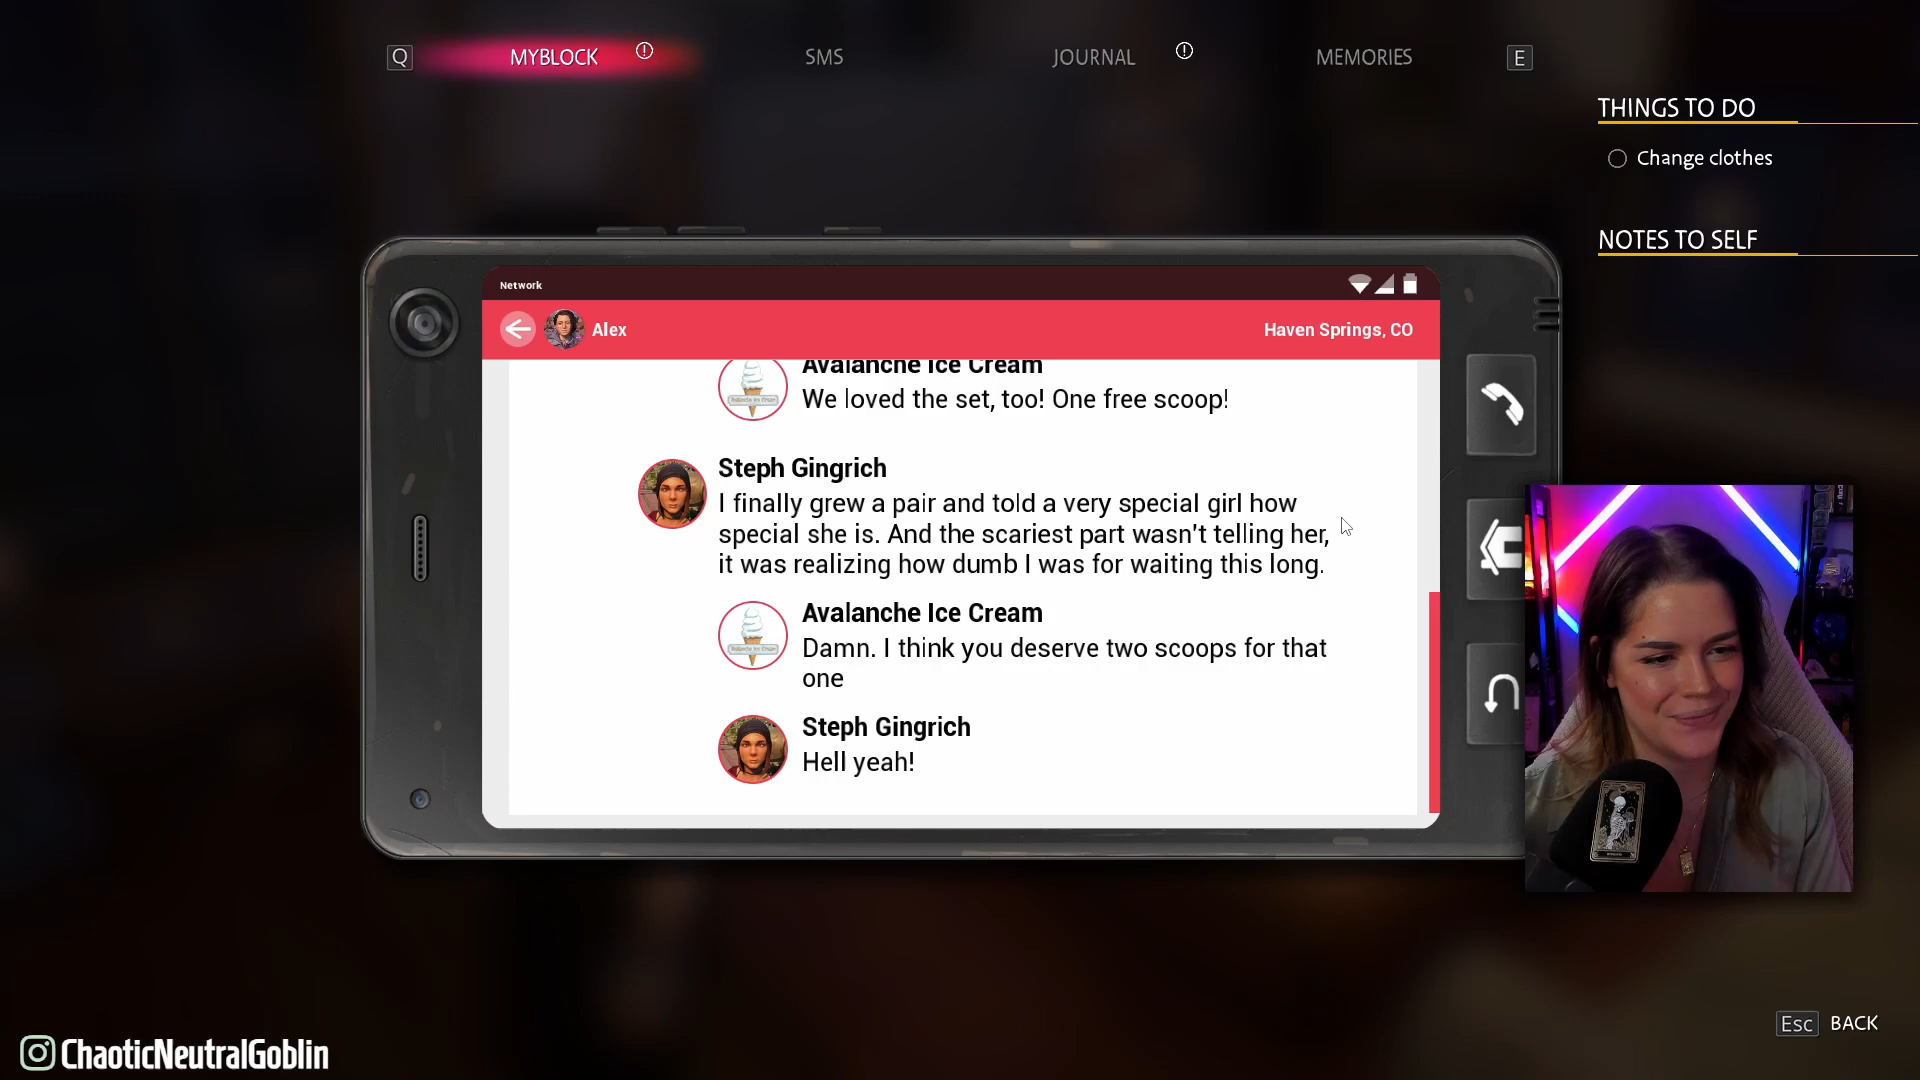 Q
MYBLOCK
SMS
JOURNAL
MEMORIES
E
THINGS TO DO
Change clothes
NOTES TO SELF
Network
Alex
Haven Springs, CO
Avalanche Ice Cream
We loved the set, too! One free scoop!
Steph Gingrich
I finally grew a pair and told a very special girl how
special she is. And the scariest part wasn't telling her,
it was realizing how dumb I was for waiting this long.
Avalanche Ice Cream
Damn. I think you deserve two scoops for that
one
Steph Gingrich
Hell yeah!
Esc BACK
ChaoticNeutralGoblin